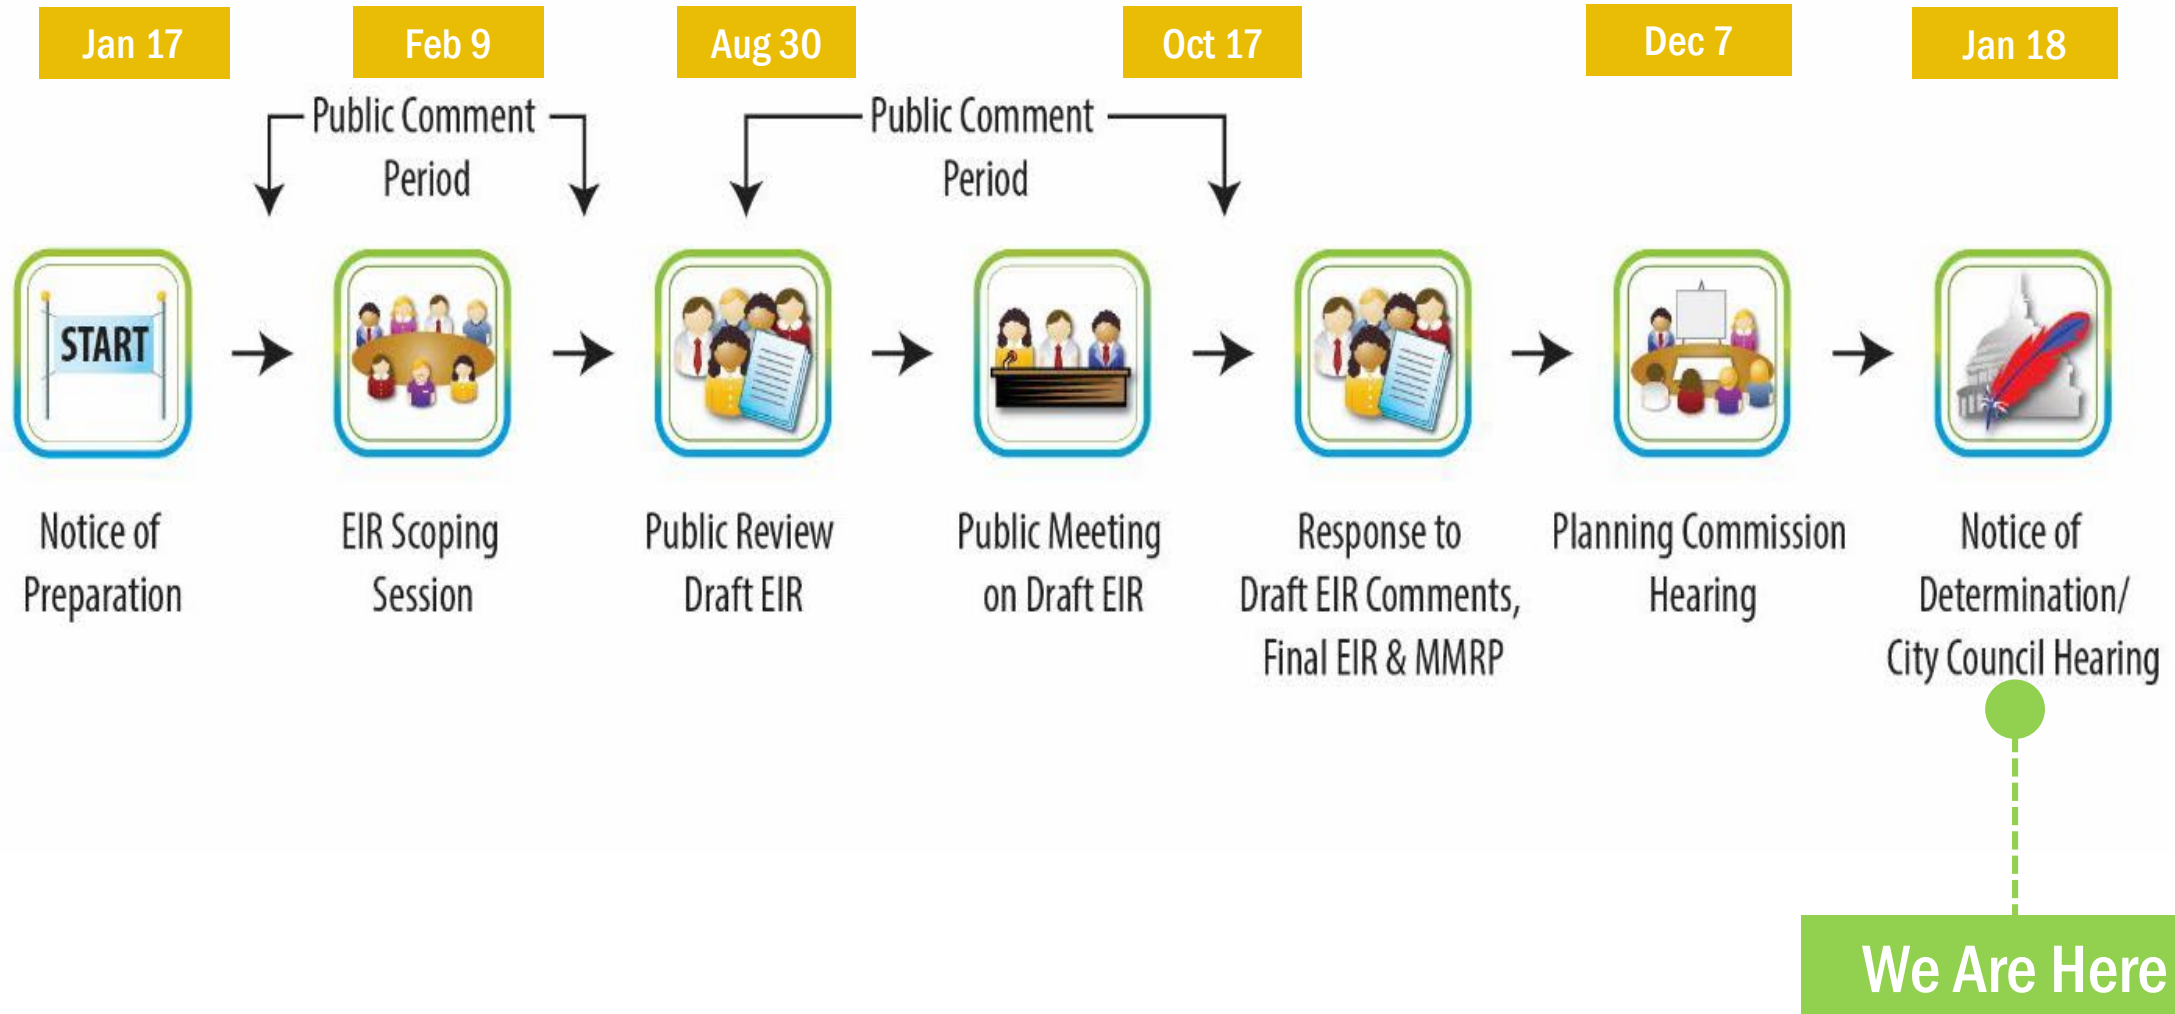 Jan 17
Feb 9
Aug 30
Oct 17
Dec 7
Jan 18
Public Comment
Period
Public Comment
Period
START
Notice of
Preparation
EIR Scoping
Session
Public Review
Draft EIR
Public Meeting
on Draft EIR
Response to
Draft EIR Comments,
Final EIR & MMRP
Planning Commission
Hearing
Notice of
Determination/
City Council Hearing
We Are Here